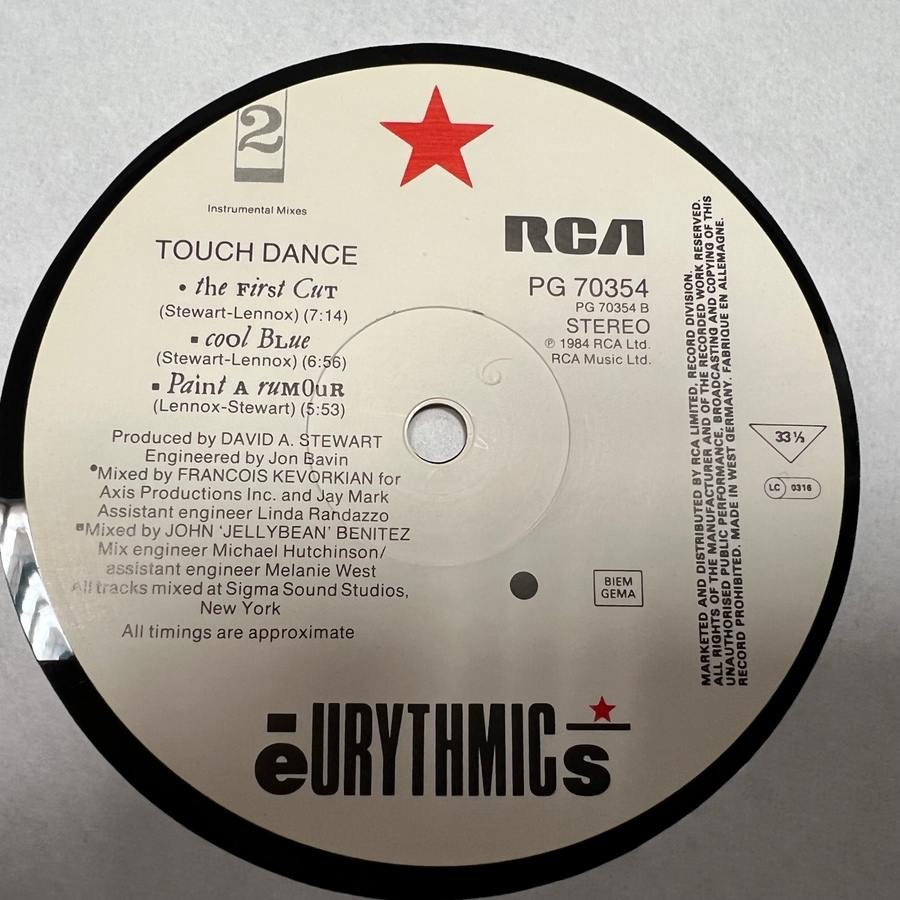 2
Instrumental Mixes
TOUCH DANCE
• the First Cut
(Stewart-Lennox) (7:14)
▪ cool Blue
(Stewart-Lennox) (6:56)
▪ Paint A rumOuR
(Lennox-Stewart) (5:53)
Produced by DAVID A. STEWART
Engineered by Jon Bavin
•Mixed by FRANCOIS KEVORKIAN for
Axis Productions Inc. and Jay Mark
Assistant engineer Linda Randazzo
▪Mixed by JOHN ‘JELLYBEAN’ BENITEZ
Mix engineer Michael Hutchinson/
assistant engineer Melanie West
All tracks mixed at Sigma Sound Studios,
New York
All timings are approximate
RCA
PG 70354
PG 70354 B
STEREO
℗ 1984 RCA Ltd.
RCA Music Ltd.
BIEM
GEMA
MARKETED AND DISTRIBUTED BY RCA LIMITED, RECORD DIVISION.
ALL RIGHTS OF THE MANUFACTURER AND OF THE RECORDED WORK RESERVED.
UNAUTHORISED PUBLIC PERFORMANCE, BROADCASTING AND COPYING OF THIS
RECORD PROHIBITED. MADE IN WEST GERMANY. FABRIQUE EN ALLEMAGNE.
33⅓
LC 0316
eURYTHMICs